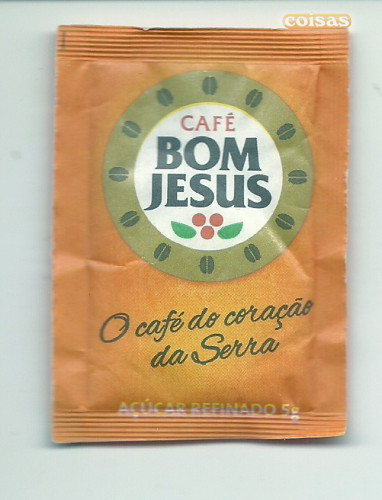 coisas
CAFÉ
BOM
JESUS
O café do coração
da Serra
AÇÚCAR REFINADO 5g